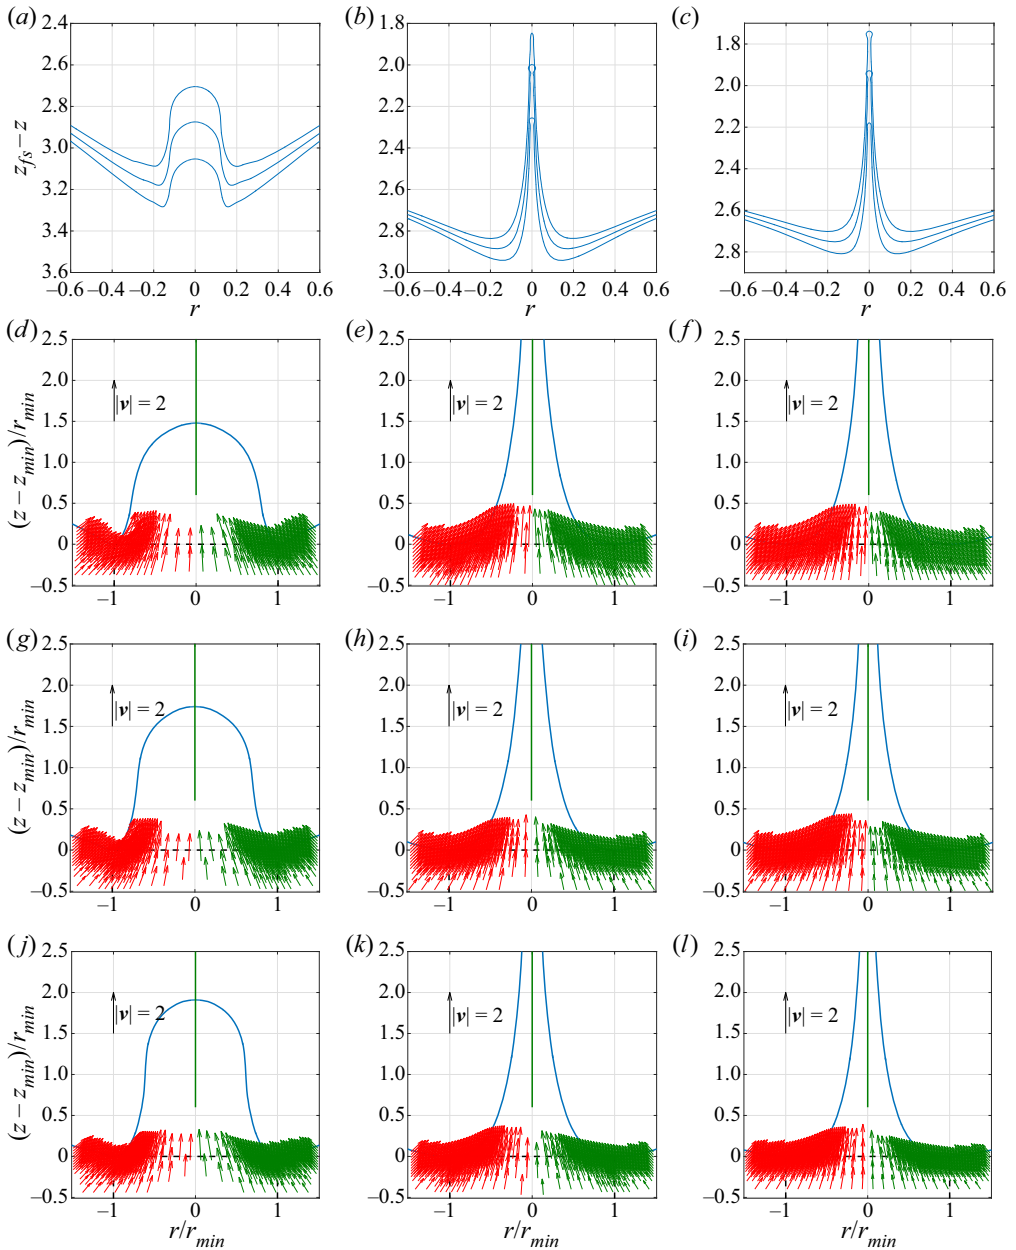 (a) (b) (c)
2.4 2.8 3.0 3.2 3.6
1.8 2.0 2.2 2.4 2.6 2.8 3.0
1.8 2.0 2.2 2.4 2.6 2.8
z_fs – z
–0.6 –0.4 –0.2 0 0.2 0.4 0.6
–0.6 –0.4 –0.2 0 0.2 0.4 0.6
–0.6 –0.4 –0.2 0 0.2 0.4 0.6
r r r
(d) (e) (f)
2.5 2.0 1.5 1.0 0.5 0 –0.5
2.5 2.0 1.5 1.0 0.5 0 –0.5
2.5 2.0 1.5 1.0 0.5 0 –0.5
(z – z_min)/r_min
|v| = 2 |v| = 2 |v| = 2
–1 0 1
–1 0 1
–1 0 1
(g) (h) (i)
2.5 2.0 1.5 1.0 0.5 0 –0.5
2.5 2.0 1.5 1.0 0.5 0 –0.5
2.5 2.0 1.5 1.0 0.5 0 –0.5
(z – z_min)/r_min
|v| = 2 |v| = 2 |v| = 2
–1 0 1
–1 0 1
–1 0 1
(j) (k) (l)
2.5 2.0 1.5 1.0 0.5 0 –0.5
2.5 2.0 1.5 1.0 0.5 0 –0.5
2.5 2.0 1.5 1.0 0.5 0 –0.5
(z – z_min)/r_min
|v| = 2 |v| = 2 |v| = 2
–1 0 1
–1 0 1
–1 0 1
r/r_min r/r_min r/r_min